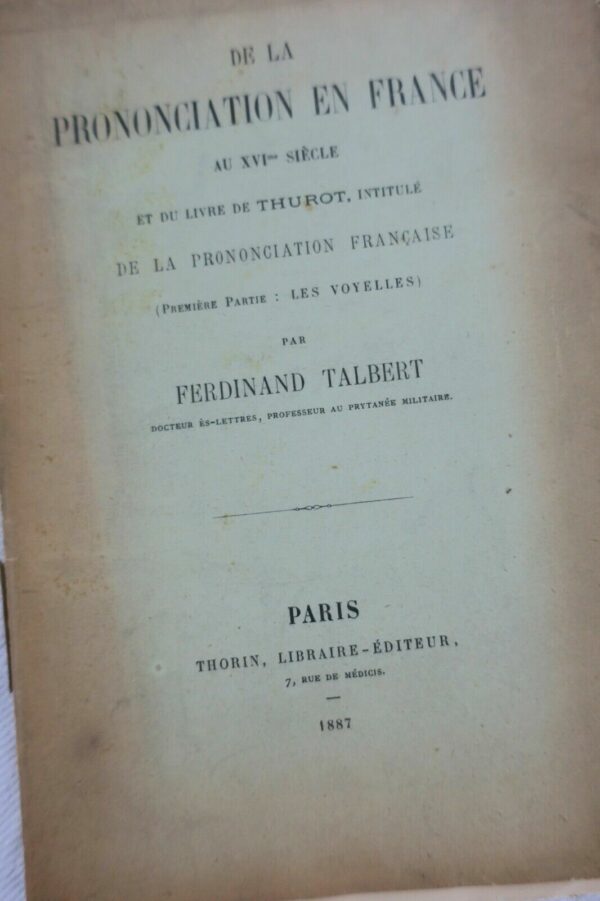 DE LA
PRONONCIATION EN FRANCE
AU XVIme SIÈCLE
ET DU LIVRE DE THUROT, INTITULÉ
DE LA PRONONCIATION FRANÇAISE
(PREMIÈRE PARTIE : LES VOYELLES)
PAR
FERDINAND TALBERT
DOCTEUR ÈS-LETTRES, PROFESSEUR AU PRYTANÉE MILITAIRE.
PARIS
THORIN, LIBRAIRE-ÉDITEUR,
7, RUE DE MÉDICIS.
1887